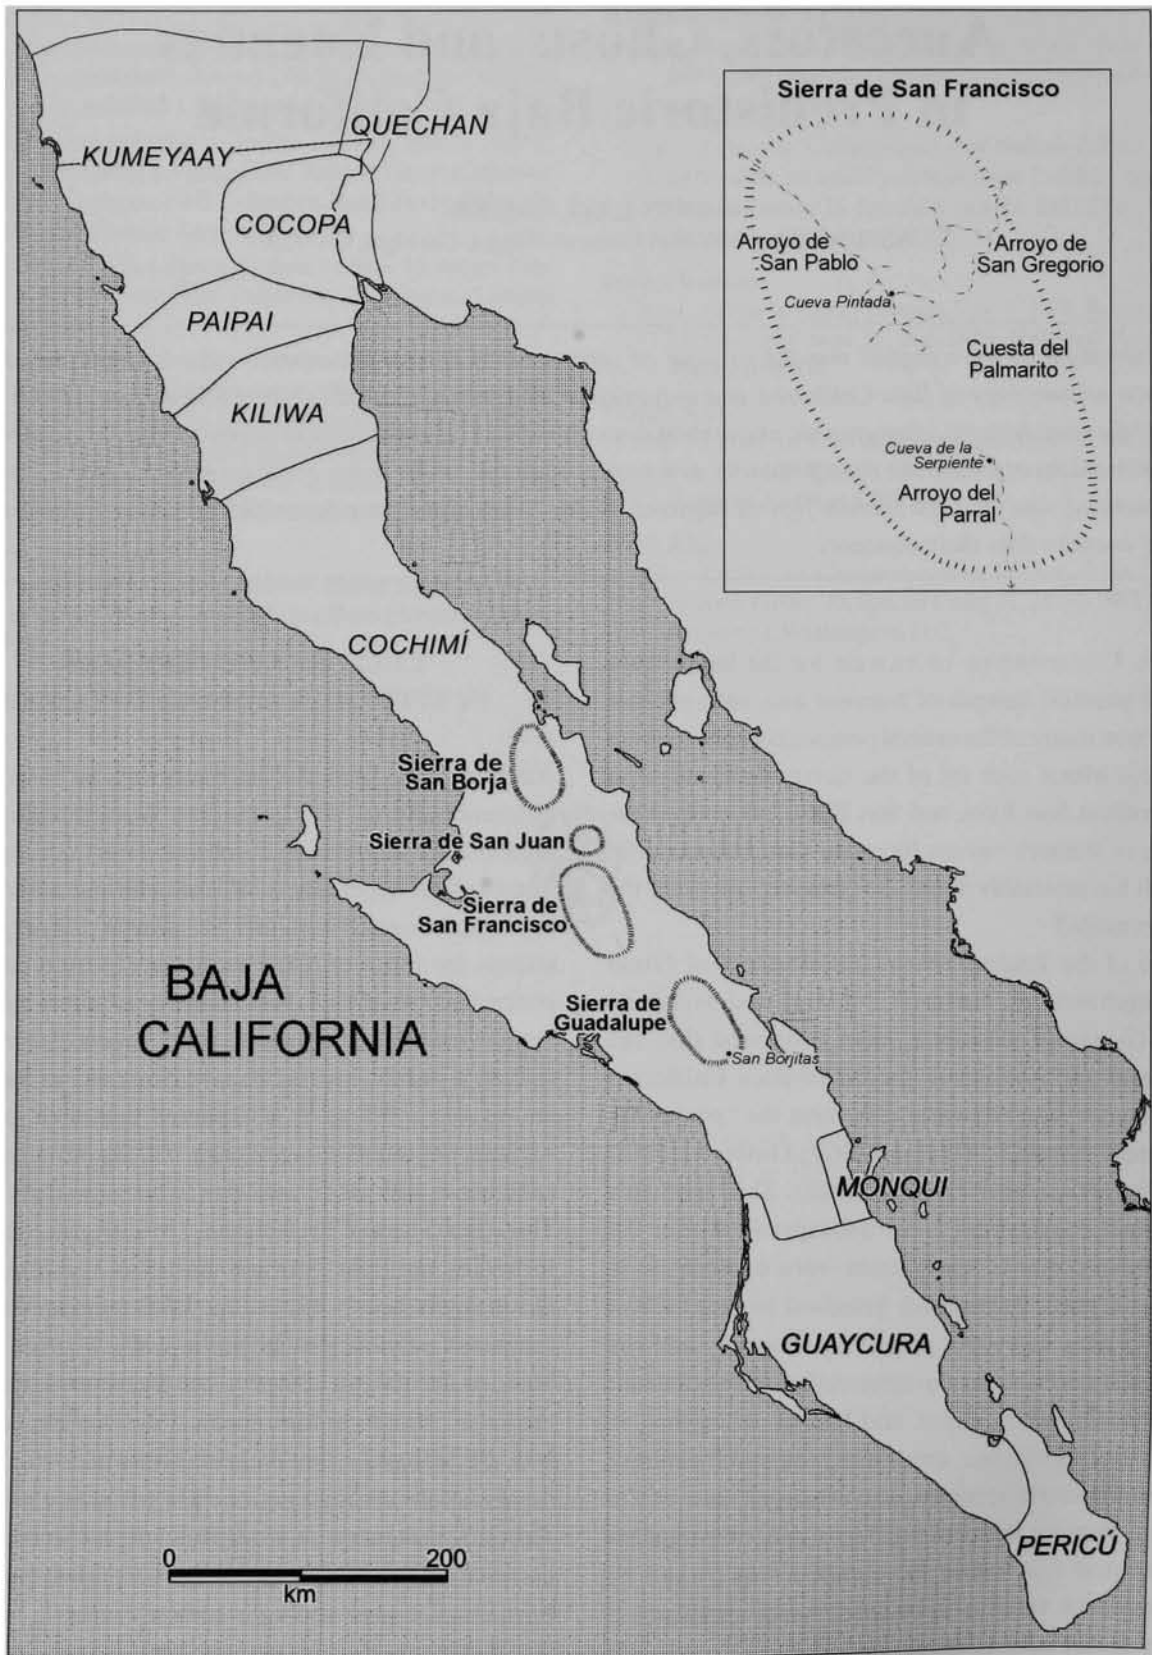 Sierra de San Francisco
Arroyo de
San Pablo
Arroyo de
San Gregorio
Cueva Pintada
Cuesta del
Palmarito
Cueva de la
Serpiente
Arroyo del
Parral
QUECHAN
KUMEYAAY
COCOPA
PAIPAI
KILIWA
COCHIMÍ
Sierra de
San Borja
Sierra de San Juan
Sierra de
San Francisco
BAJA
CALIFORNIA
Sierra de
Guadalupe
San Borjitas
MONQUI
GUAYCURA
PERICÚ
0 200
km